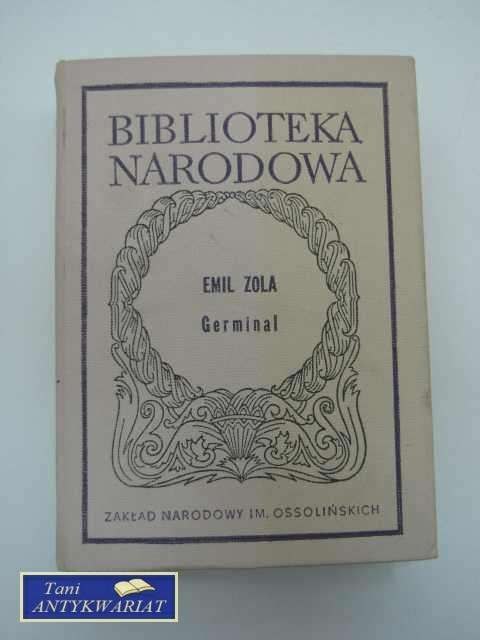 BIBLIOTEKA
NARODOWA
EMIL ZOLA
Germinal
ZAKŁAD NARODOWY IM. OSSOLIŃSKICH
Tani
ANTYKWARIAT